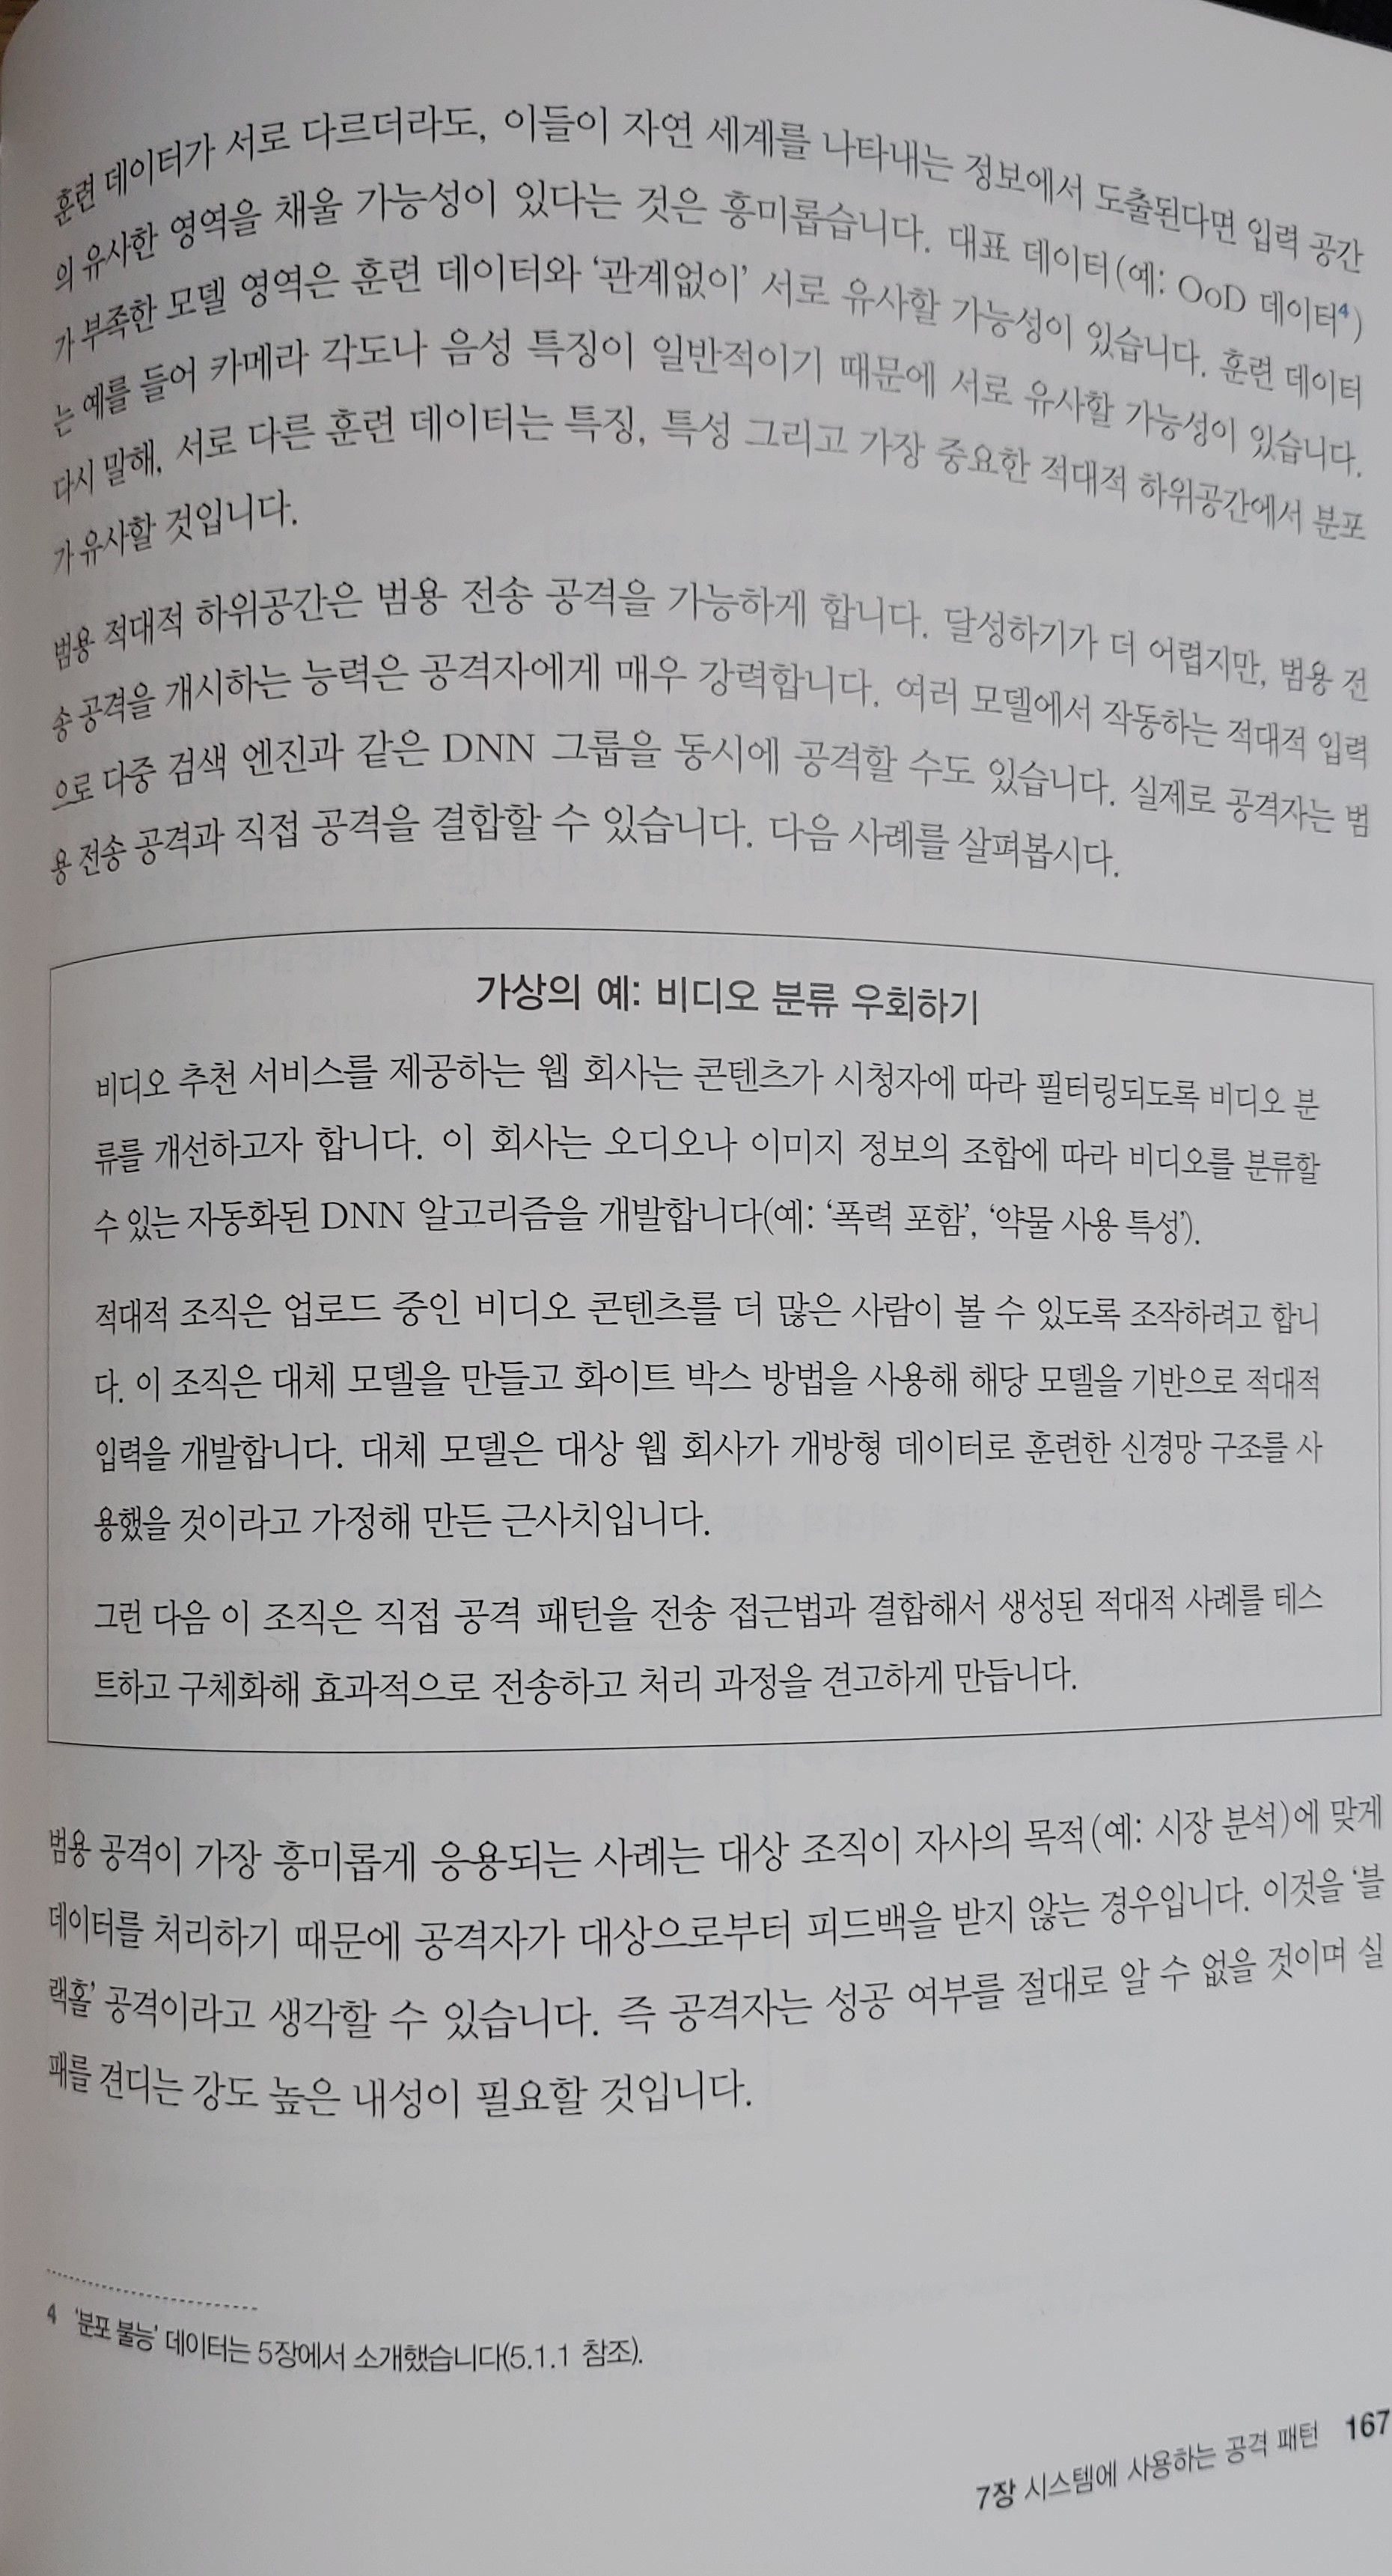 훈련 데이터가 서로 다르더라도, 이들이 자연 세계를 나타내는 정보에서 도출된다면 입력 공간
의 유사한 영역을 채울 가능성이 있다는 것은 흥미롭습니다. 대표 데이터(예: OoD 데이터4)
가 부족한 모델 영역은 훈련 데이터와 ‘관계없이’ 서로 유사할 가능성이 있습니다. 훈련 데이터
는 예를 들어 카메라 각도나 음성 특징이 일반적이기 때문에 서로 유사할 가능성이 있습니다.
다시 말해, 서로 다른 훈련 데이터는 특징, 특성 그리고 가장 중요한 적대적 하위공간에서 분포
가 유사할 것입니다.
범용 적대적 하위공간은 범용 전송 공격을 가능하게 합니다. 달성하기가 더 어렵지만, 범용 전
송 공격을 개시하는 능력은 공격자에게 매우 강력합니다. 여러 모델에서 작동하는 적대적 입력
으로 다중 검색 엔진과 같은 DNN 그룹을 동시에 공격할 수도 있습니다. 실제로 공격자는 범
용 전송 공격과 직접 공격을 결합할 수 있습니다. 다음 사례를 살펴봅시다.
가상의 예: 비디오 분류 우회하기
비디오 추천 서비스를 제공하는 웹 회사는 콘텐츠가 시청자에 따라 필터링되도록 비디오 분
류를 개선하고자 합니다. 이 회사는 오디오나 이미지 정보의 조합에 따라 비디오를 분류할
수 있는 자동화된 DNN 알고리즘을 개발합니다(예: ‘폭력 포함’, ‘약물 사용 특성’).
적대적 조직은 업로드 중인 비디오 콘텐츠를 더 많은 사람이 볼 수 있도록 조작하려고 합니
다. 이 조직은 대체 모델을 만들고 화이트 박스 방법을 사용해 해당 모델을 기반으로 적대적
입력을 개발합니다. 대체 모델은 대상 웹 회사가 개방형 데이터로 훈련한 신경망 구조를 사
용했을 것이라고 가정해 만든 근사치입니다.
그런 다음 이 조직은 직접 공격 패턴을 전송 접근법과 결합해서 생성된 적대적 사례를 테스
트하고 구체화해 효과적으로 전송하고 처리 과정을 견고하게 만듭니다.
범용 공격이 가장 흥미롭게 응용되는 사례는 대상 조직이 자사의 목적(예: 시장 분석)에 맞게
데이터를 처리하기 때문에 공격자가 대상으로부터 피드백을 받지 않는 경우입니다. 이것을 ‘블
랙홀’ 공격이라고 생각할 수 있습니다. 즉 공격자는 성공 여부를 절대로 알 수 없을 것이며 실
패를 견디는 강도 높은 내성이 필요할 것입니다.
4 ‘분포 불능’ 데이터는 5장에서 소개했습니다(5.1.1 참조).
7장 시스템에 사용하는 공격 패턴 167